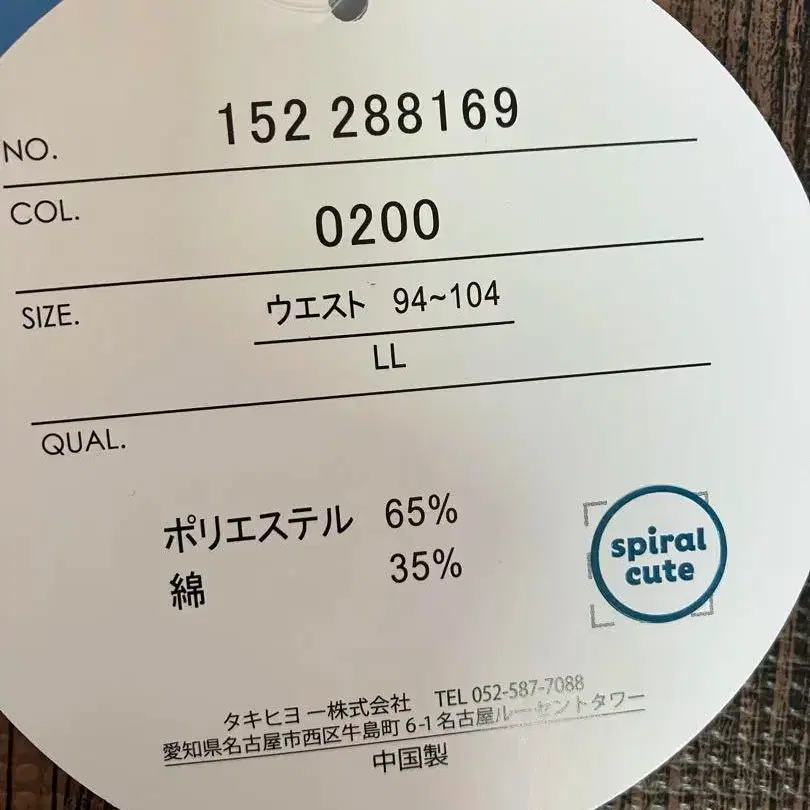 NO. 152 288169
COL. 0200
SIZE. ウエスト 94~104
LL
QUAL.
ポリエステル 65%
綿 35%
spiral
cute
タキヒヨー株式会社 TEL 052-587-7088
愛知県名古屋市西区牛島町6-1名古屋ルーセントタワー
中国製